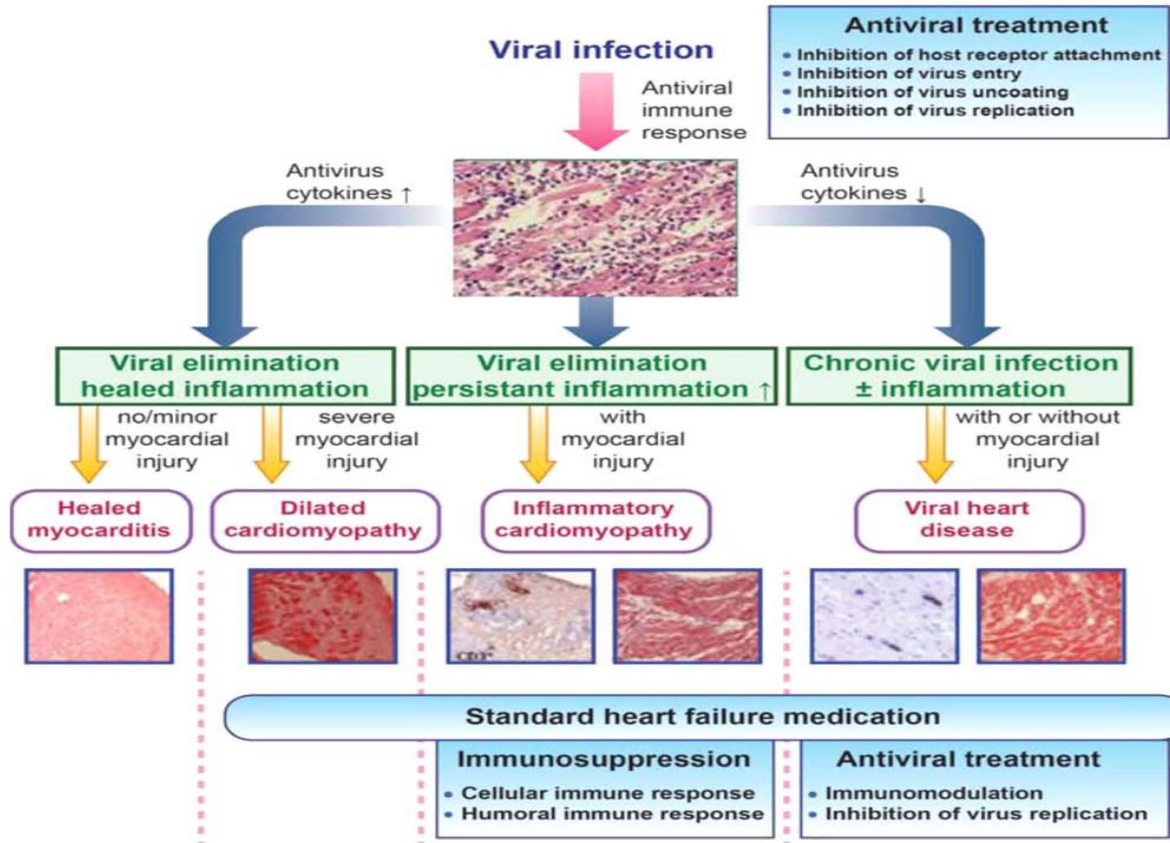 Viral infection
Antiviral
immune
response
Antiviral treatment
• Inhibition of host receptor attachment
• Inhibition of virus entry
• Inhibition of virus uncoating
• Inhibition of virus replication
Antivirus
cytokines ↑
Antivirus
cytokines ↓
Viral elimination
healed inflammation
Viral elimination
persistant inflammation ↑
Chronic viral infection
± inflammation
no/minor
myocardial
injury
severe
myocardial
injury
with
myocardial
injury
with or without
myocardial
injury
Healed
myocarditis
Dilated
cardiomyopathy
Inflammatory
cardiomyopathy
Viral heart
disease
Standard heart failure medication
Immunosuppression
• Cellular immune response
• Humoral immune response
Antiviral treatment
• Immunomodulation
• Inhibition of virus replication